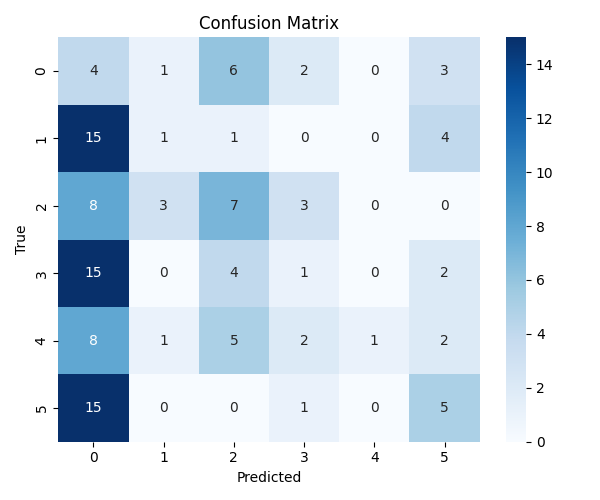 Confusion Matrix
0 4 1 6 2 0 3
1 15 1 1 0 0 4
2 8 3 7 3 0 0
3 15 0 4 1 0 2
4 8 1 5 2 1 2
5 15 0 0 1 0 5
0 1 2 3 4 5
True
Predicted
14
12
10
8
6
4
2
0